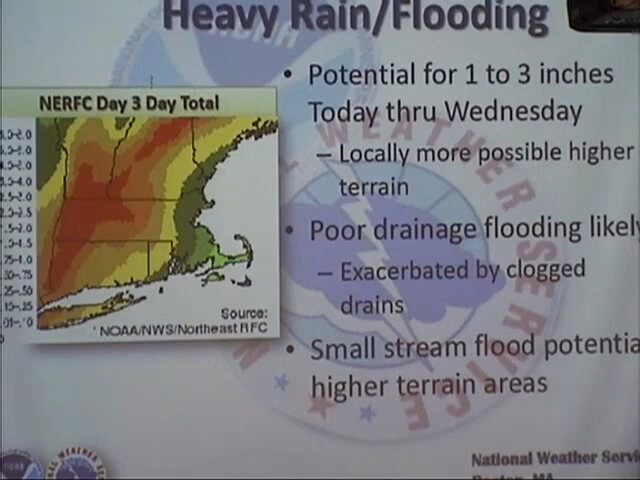 Heavy Rain/Flooding
• Potential for 1 to 3 inches
Today thru Wednesday
– Locally more possible higher
terrain
• Poor drainage flooding likely
– Exacerbated by clogged
drains
• Small stream flood potentia
higher terrain areas
NERFC Day 3 Day Total
Source:
NOAA/NWS/Northeast RFC
National Weather Servi